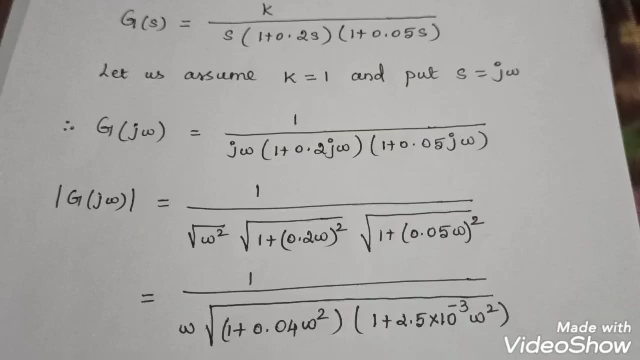 G(s) = K / s (1+0.2s) (1+0.05s)
Let us assume K = 1 and put s = jω
∴ G(jω) = 1 / jω (1+0.2jω) (1+0.05jω)
|G(jω)| = 1 / √ω² √1+(0.2ω)² √1+(0.05ω)²
= 1 / ω √(1+0.04ω²) (1+2.5×10⁻³ω²)
Made with
VideoShow